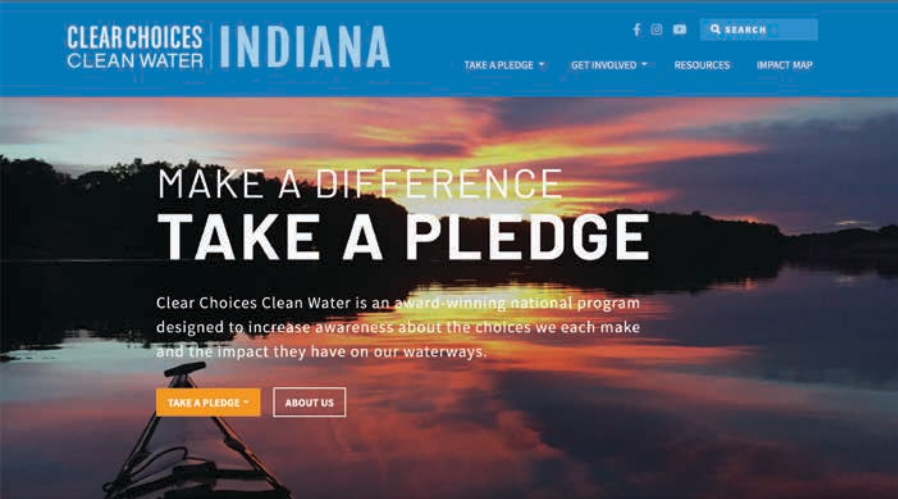 CLEAR CHOICES
CLEAN WATER
INDIANA
SEARCH
TAKE A PLEDGE
GET INVOLVED
RESOURCES
IMPACT MAP
MAKE A DIFFERENCE
TAKE A PLEDGE
Clear Choices Clean Water is an award-winning national program
designed to increase awareness about the choices we each make
and the impact they have on our waterways.
TAKE A PLEDGE
ABOUT US